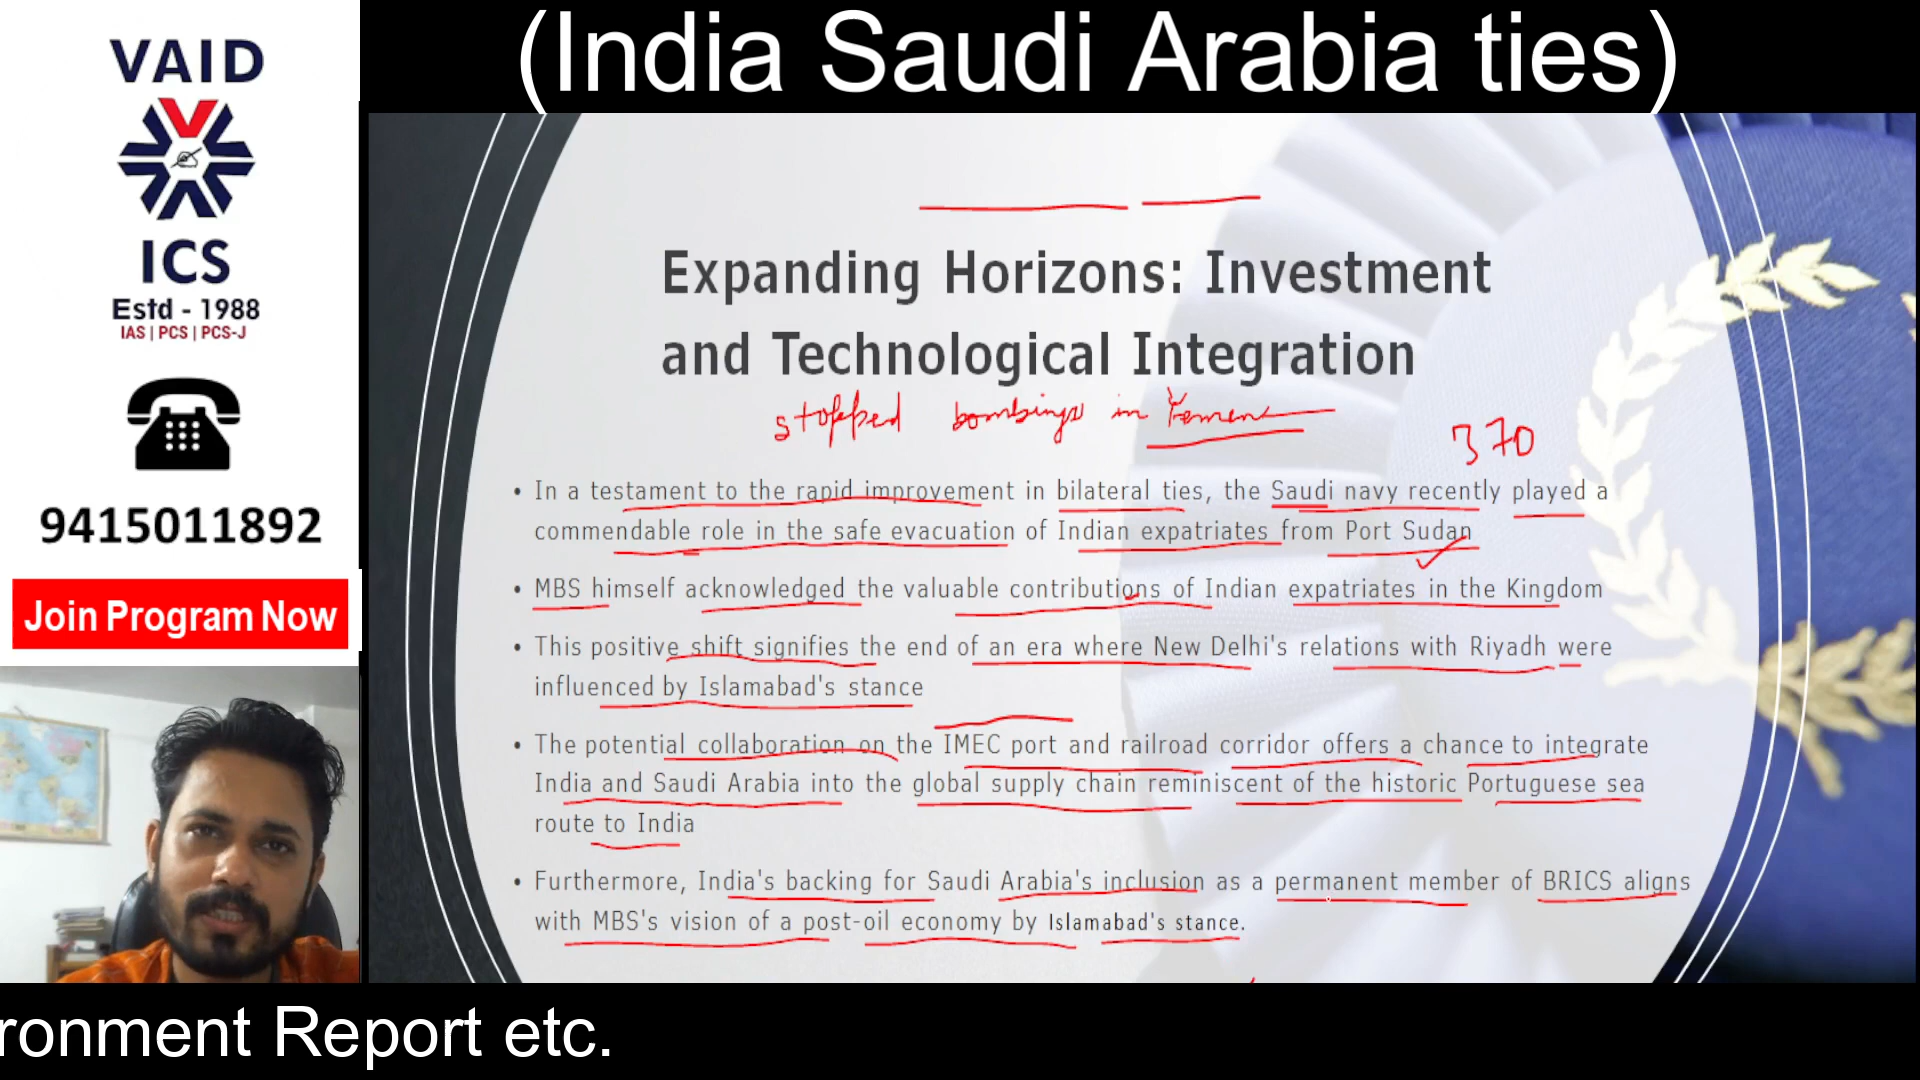 (India Saudi Arabia ties)
VAID
ICS
Estd - 1988
IAS | PCS | PCS-J
9415011892
Join Program Now
Expanding Horizons: Investment
and Technological Integration
stopped bombings in Yemen
370
• In a testament to the rapid improvement in bilateral ties, the Saudi navy recently played a
commendable role in the safe evacuation of Indian expatriates from Port Sudan
• MBS himself acknowledged the valuable contributions of Indian expatriates in the Kingdom
• This positive shift signifies the end of an era where New Delhi's relations with Riyadh were
influenced by Islamabad's stance
• The potential collaboration on the IMEC port and railroad corridor offers a chance to integrate
India and Saudi Arabia into the global supply chain reminiscent of the historic Portuguese sea
route to India
• Furthermore, India's backing for Saudi Arabia's inclusion as a permanent member of BRICS aligns
with MBS's vision of a post-oil economy by Islamabad's stance.
ronment Report etc.